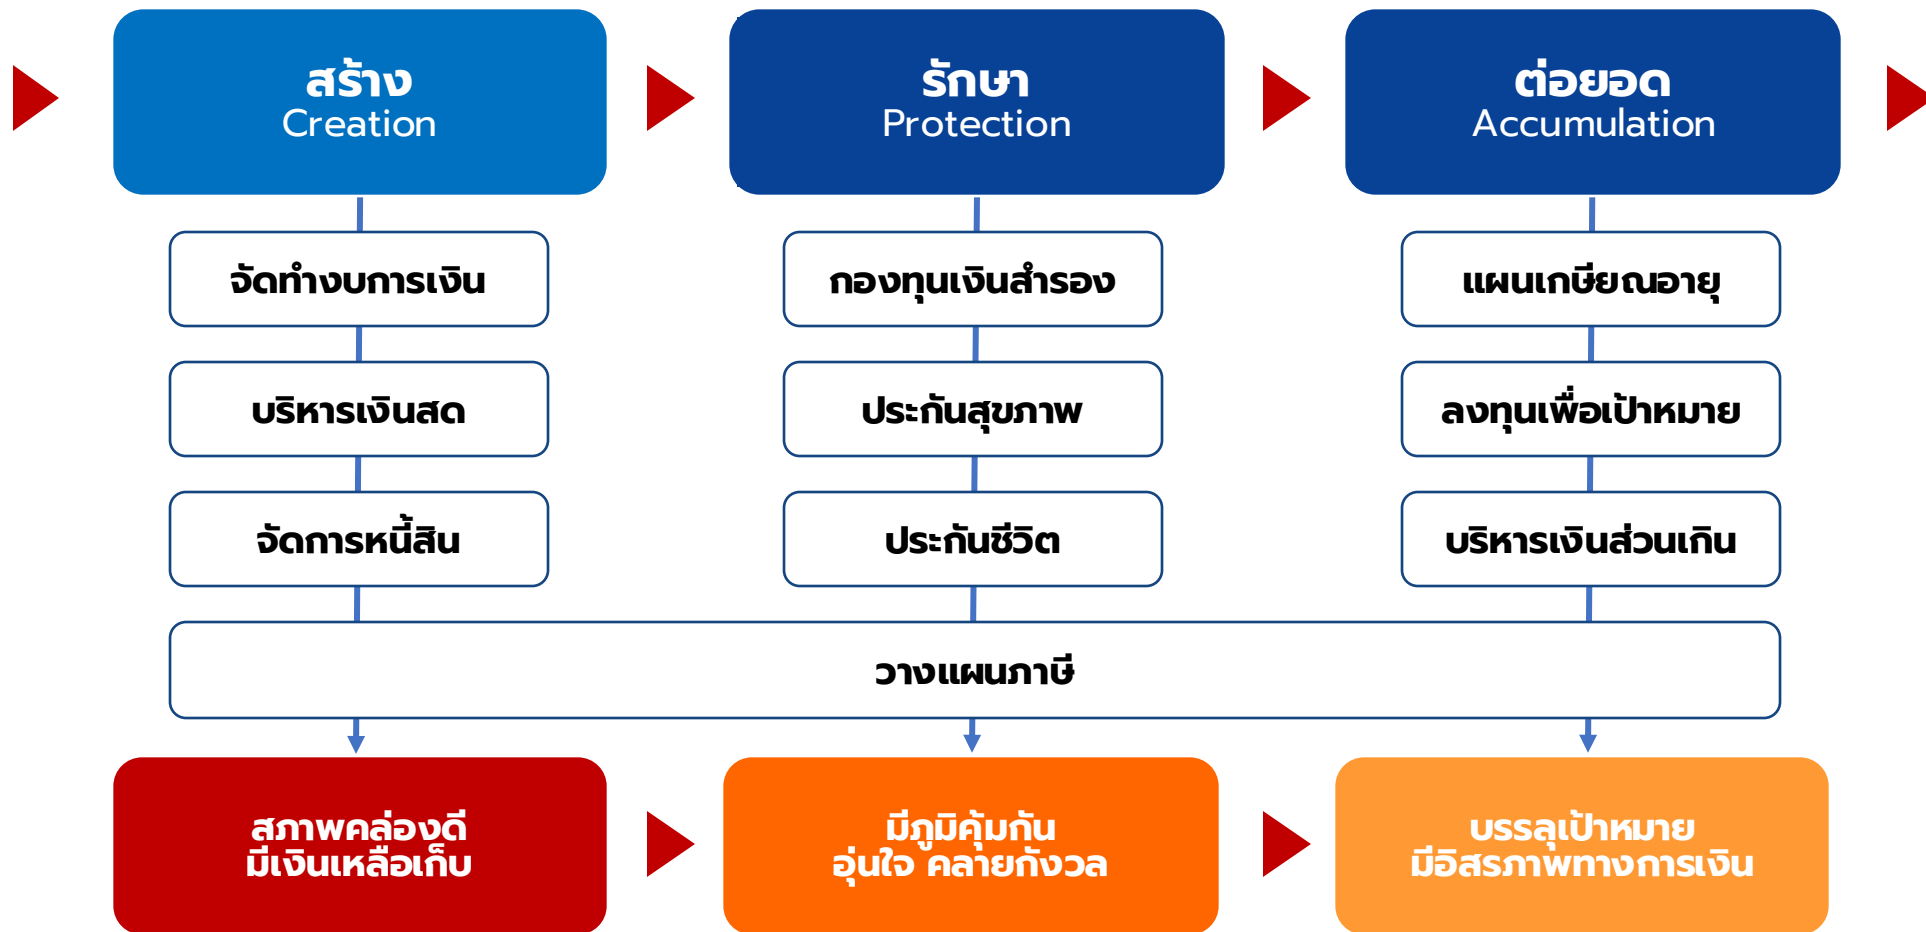 สร้าง
Creation
รักษา
Protection
ต่อยอด
Accumulation
จัดทำงบการเงิน
กองทุนเงินสำรอง
แผนเกษียณอายุ
บริหารเงินสด
ประกันสุขภาพ
ลงทุนเพื่อเป้าหมาย
จัดการหนี้สิน
ประกันชีวิต
บริหารเงินส่วนเกิน
วางแผนภาษี
สภาพคล่องดี
มีเงินเหลือเก็บ
มีภูมิคุ้มกัน
อุ่นใจ คลายกังวล
บรรลุเป้าหมาย
มีอิสรภาพทางการเงิน